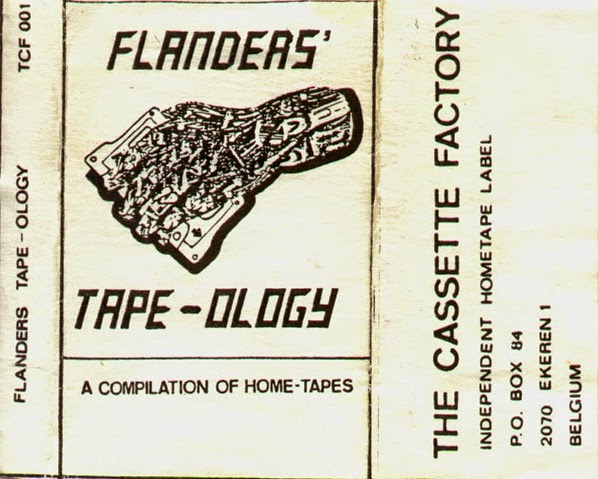 FLANDERS TAPE-OLOGY TCF 001
FLANDERS'
TAPE-OLOGY
A COMPILATION OF HOME-TAPES
THE CASSETTE FACTORY
INDEPENDENT HOMETAPE LABEL
P.O. BOX 84
2070 EKEREN 1
BELGIUM